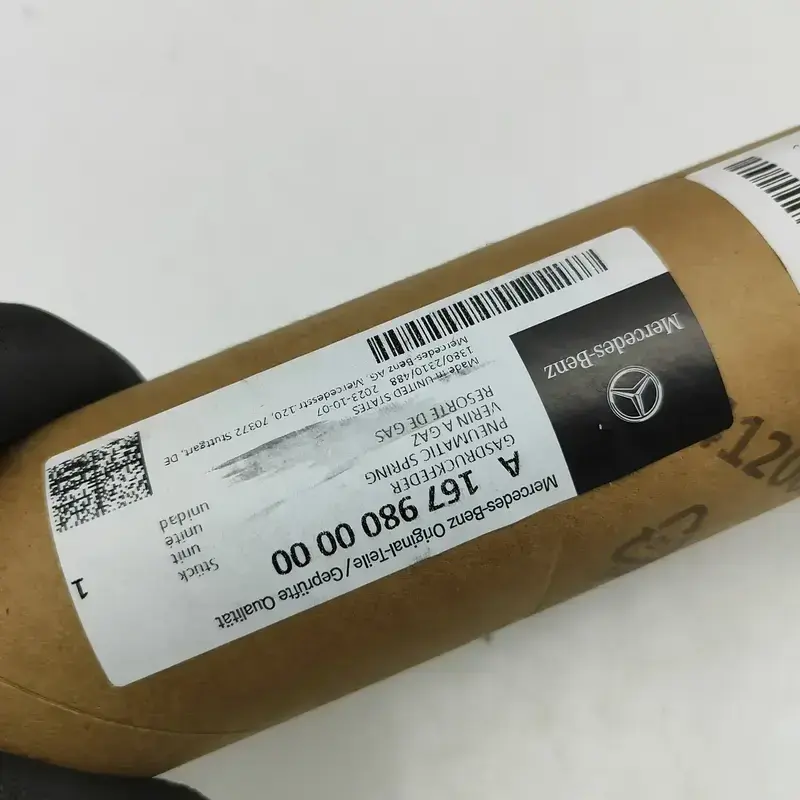 Mercedes-Benz
Mercedes-Benz Original-Teile/Geprüfte Qualität
A 167 980 00 00
GASDRUCKFEDER
PNEUMATIC SPRING
VERIN A GAZ
RESORTE DE GAS
Stück
unit
unité
unidad
1
Made in UNITED STATES
1380/2310/488 2023-10-07
Mercedes-Benz AG, Mercedesstr.120, 70372 Stuttgart, DE